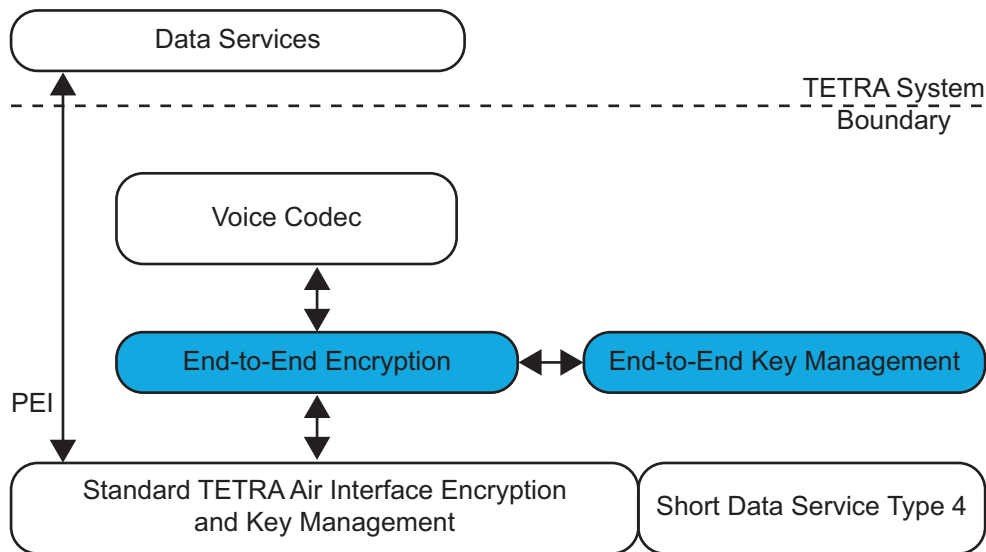 Data Services
TETRA System
Boundary
Voice Codec
End-to-End Encryption
End-to-End Key Management
PEI
Standard TETRA Air Interface Encryption
and Key Management
Short Data Service Type 4